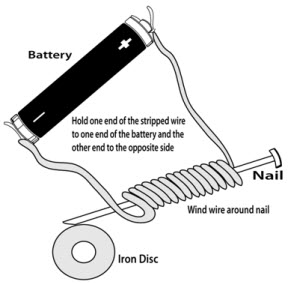 Battery
+
−
Hold one end of the stripped wire
to one end of the battery and the
other end to the opposite side
Nail
Wind wire around nail
Iron Disc